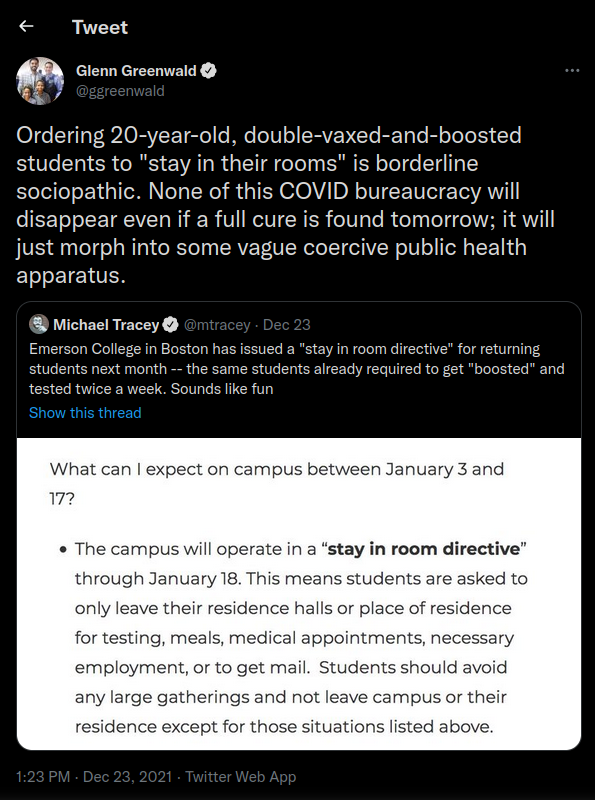 Tweet
Glenn Greenwald
@ggreenwald
Ordering 20-year-old, double-vaxed-and-boosted
students to "stay in their rooms" is borderline
sociopathic. None of this COVID bureaucracy will
disappear even if a full cure is found tomorrow; it will
just morph into some vague coercive public health
apparatus.
Michael Tracey @mtracey · Dec 23
Emerson College in Boston has issued a "stay in room directive" for returning
students next month -- the same students already required to get "boosted" and
tested twice a week. Sounds like fun
Show this thread
What can I expect on campus between January 3 and
17?
• The campus will operate in a “stay in room directive”
through January 18. This means students are asked to
only leave their residence halls or place of residence
for testing, meals, medical appointments, necessary
employment, or to get mail.  Students should avoid
any large gatherings and not leave campus or their
residence except for those situations listed above.
1:23 PM · Dec 23, 2021 · Twitter Web App